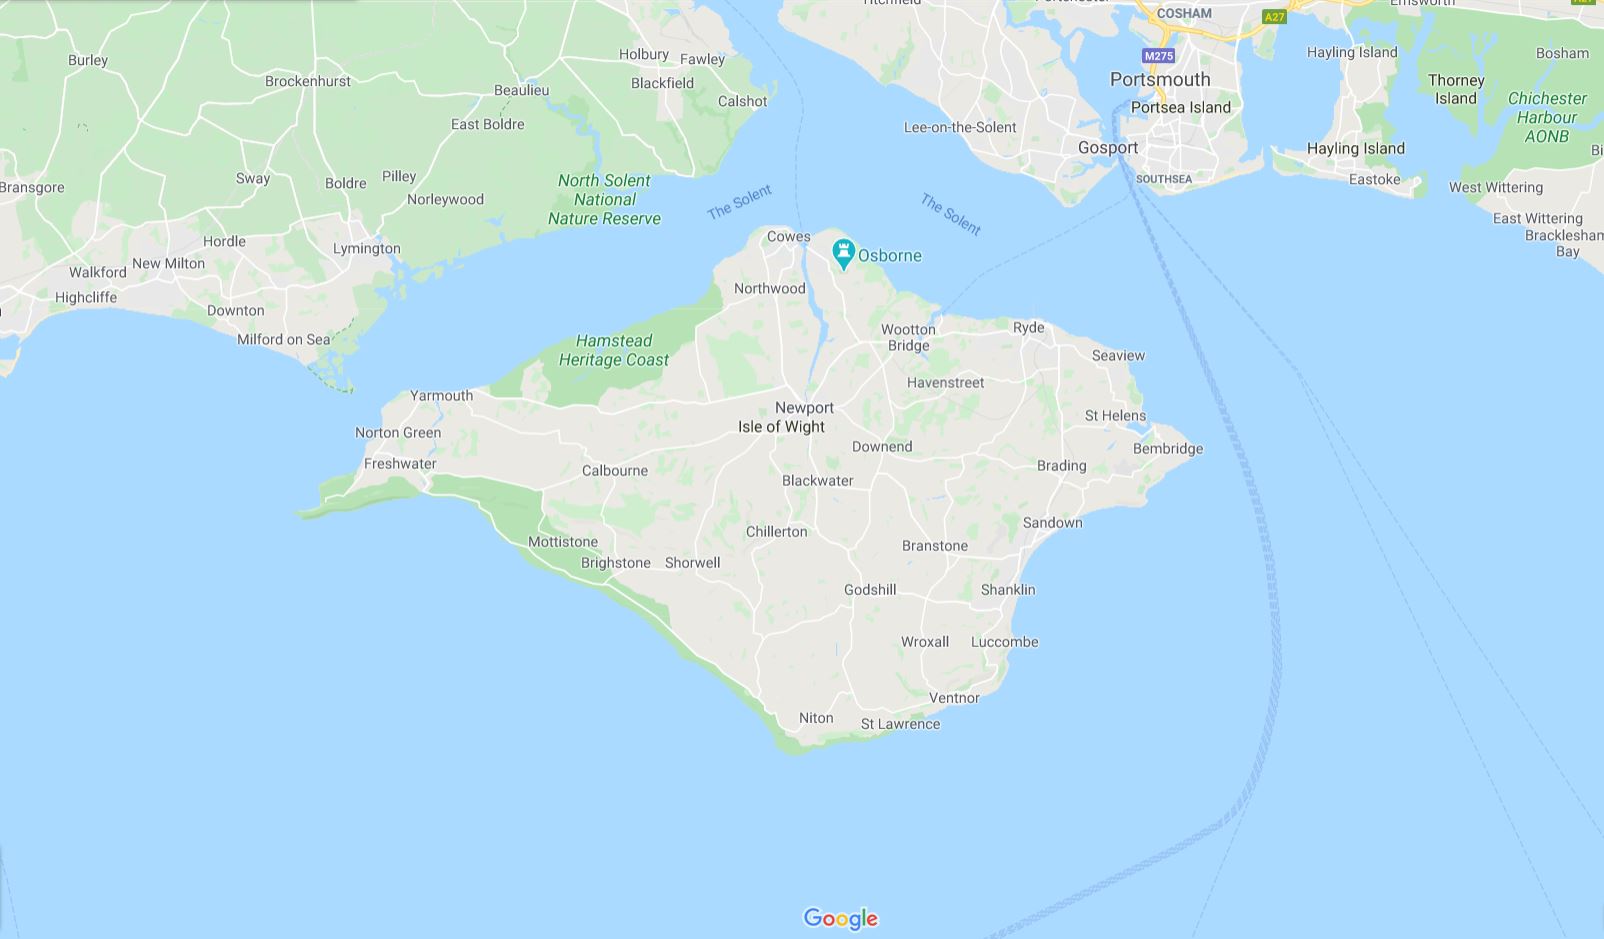 COSHAM
A27
Emsworth
Burley
Holbury
Fawley
M275
Hayling Island
Bosham
Brockenhurst
Blackfield
Portsmouth
Thorney
Island
Beaulieu
Calshot
Portsea Island
Chichester
Harbour
AONB
East Boldre
Lee-on-the-Solent
Gosport
Hayling Island
Bi
Bransgore
Sway
Boldre
Pilley
North Solent
National
Nature Reserve
SOUTHSEA
Eastoke
West Wittering
Norleywood
The Solent
The Solent
East Wittering
Bracklesham
Bay
Hordle
Lymington
Cowes
Osborne
Walkford
New Milton
Highcliffe
Northwood
Downton
Milford on Sea
Hamstead
Heritage Coast
Wootton
Bridge
Ryde
Seaview
Yarmouth
Havenstreet
Newport
Isle of Wight
St Helens
Norton Green
Downend
Bembridge
Freshwater
Calbourne
Brading
Blackwater
Sandown
Mottistone
Chillerton
Branstone
Brighstone
Shorwell
Godshill
Shanklin
Wroxall
Luccombe
Ventnor
Niton
St Lawrence
Google